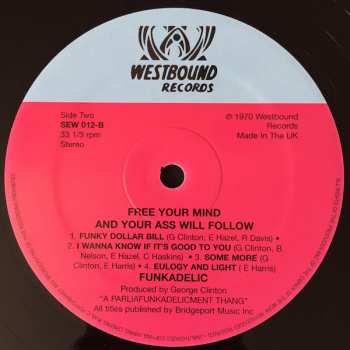 WESTBOUND
RECORDS
Side Two
SEW 012-B
33 1/3 rpm
Stereo
℗ 1970 Westbound
Records
Made In The UK
FREE YOUR MIND
AND YOUR ASS WILL FOLLOW
1. FUNKY DOLLAR BILL (G Clinton, E Hazel, R Davis) •
2. I WANNA KNOW IF IT'S GOOD TO YOU (G Clinton, B
Nelson, E Hazel, C Haskins) • 3. SOME MORE (G
Clinton, E Harris) • 4. EULOGY AND LIGHT ( E Harris)
FUNKADELIC
Produced by George Clinton
"A PARLIAFUNKADELICMENT THANG"
All titles published by Bridgeport Music Inc